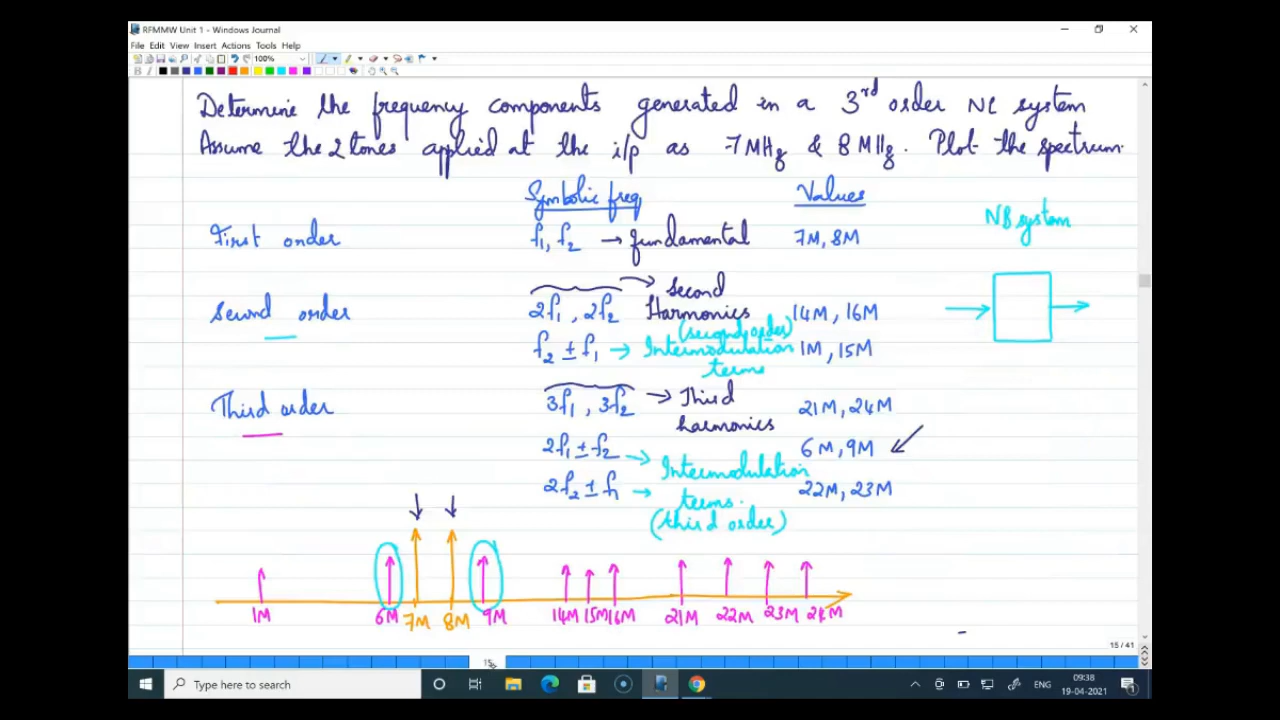 RFMMW Unit 1 - Windows Journal
File Edit View Insert Actions Tools Help
100%
Determine the frequency components generated in a 3rd order NL system
Assume the 2 tones applied at the i/p as 7MHz & 8MHz. Plot the spectrum.
Symbolic freq Values
NB system
First order f₁, f₂ → fundamental 7M, 8M
Second order 2f₁, 2f₂ → Second Harmonics 14M, 16M
f₂ ± f₁ → Intermodulation terms (second order) 1M, 15M
Third order 3f₁, 3f₂ → Third harmonics 21M, 24M
2f₁ ± f₂ → 6M, 9M
2f₂ ± f₁ → Intermodulation terms. (third order) 22M, 23M
1M 6M 7M 8M 9M 14M 15M 16M 21M 22M 23M 24M
15 / 41
15
Type here to search
ENG
09:38
19-04-2021
1